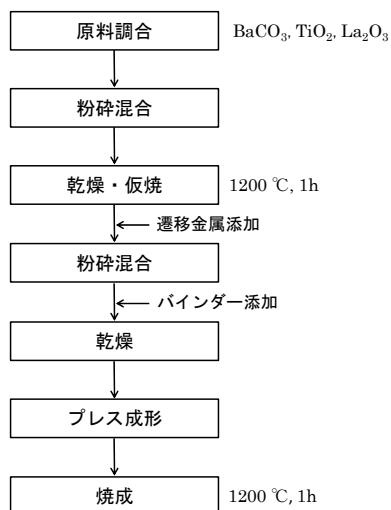 原料調合 BaCO₃, TiO₂, La₂O₃
粉砕混合
乾燥・仮焼 1200 ℃, 1h
遷移金属添加
粉砕混合
バインダー添加
乾燥
プレス成形
焼成 1200 ℃, 1h